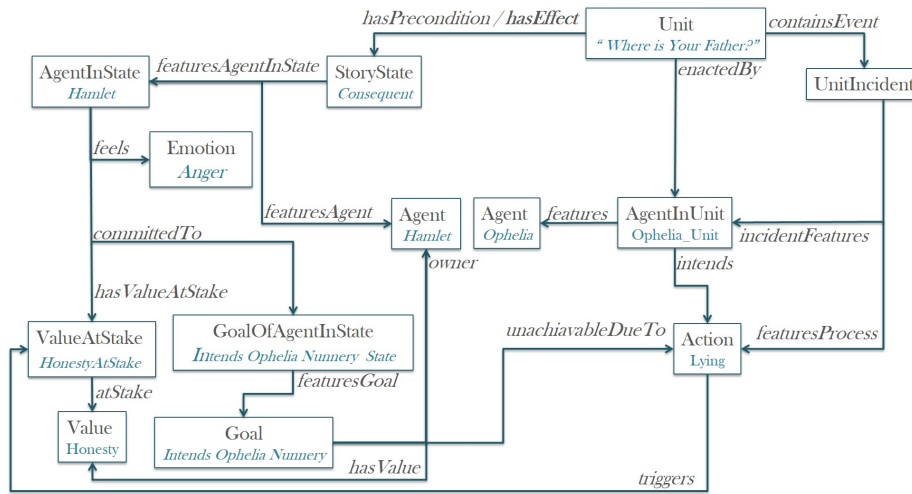 hasPrecondition / hasEffect
Unit
“ Where is Your Father?”
containsEvent
AgentInState
Hamlet
featuresAgentInState
StoryState
Consequent
enactedBy
UnitIncident
feels
Emotion
Anger
featuresAgent
Agent
Hamlet
Agent
Ophelia
features
AgentInUnit
Ophelia_Unit
incidentFeatures
committedTo
owner
intends
hasValueAtStake
ValueAtStake
HonestyAtStake
GoalOfAgentInState
Intends Ophelia Nunnery State
unachivableDueTo
Action
Lying
featuresProcess
atStake
featuresGoal
Value
Honesty
Goal
Intends Ophelia Nunnery
hasValue
triggers